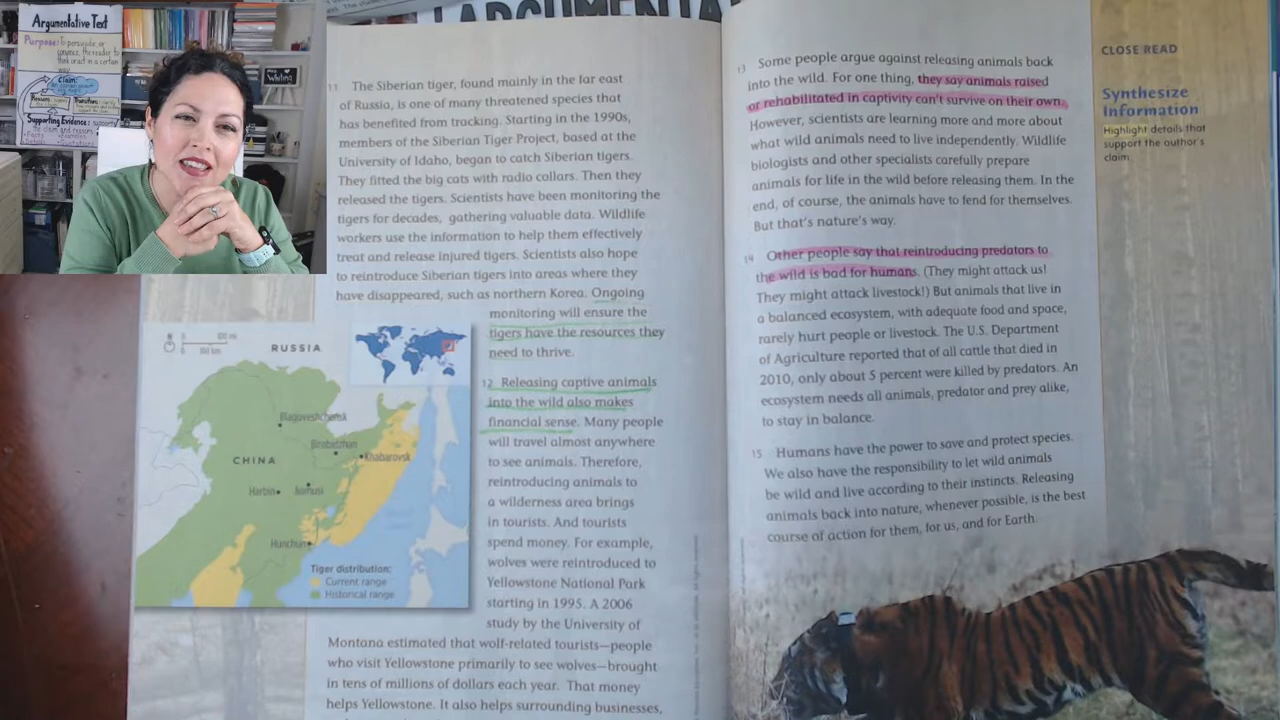 ARGUMENTA
Argumentative Text
Purpose: To persuade, or
convince, the reader to
think or act in a certain
way
Claim:
Reasons:
Supporting Evidence:
Mrs.
Whiting
11 The Siberian tiger, found mainly in the far east
of Russia, is one of many threatened species that
has benefited from tracking. Starting in the 1990s,
members of the Siberian Tiger Project, based at the
University of Idaho, began to catch Siberian tigers.
They fitted the big cats with radio collars. Then they
released the tigers. Scientists have been monitoring the
tigers for decades, gathering valuable data. Wildlife
workers use the information to help them effectively
treat and release injured tigers. Scientists also hope
to reintroduce Siberian tigers into areas where they
have disappeared, such as northern Korea. Ongoing
monitoring will ensure the
tigers have the resources they
need to thrive.
12 Releasing captive animals
into the wild also makes
financial sense. Many people
will travel almost anywhere
to see animals. Therefore,
reintroducing animals to
a wilderness area brings
in tourists. And tourists
spend money. For example,
wolves were reintroduced to
Yellowstone National Park
starting in 1995. A 2006
study by the University of
Montana estimated that wolf-related tourists—people
who visit Yellowstone primarily to see wolves—brought
in tens of millions of dollars each year. That money
helps Yellowstone. It also helps surrounding businesses,
RUSSIA
Blagoveshchensk
Birobidzhan
CHINA
Khabarovsk
Harbin
Jiamusi
Hunchun
Tiger distribution:
Current range
Historical range
13 Some people argue against releasing animals back
into the wild. For one thing, they say animals raised
or rehabilitated in captivity can't survive on their own.
However, scientists are learning more and more about
what wild animals need to live independently. Wildlife
biologists and other specialists carefully prepare
animals for life in the wild before releasing them. In the
end, of course, the animals have to fend for themselves.
But that's nature's way.
14 Other people say that reintroducing predators to
the wild is bad for humans. (They might attack us!
They might attack livestock!) But animals that live in
a balanced ecosystem, with adequate food and space,
rarely hurt people or livestock. The U.S. Department
of Agriculture reported that of all cattle that died in
2010, only about 5 percent were killed by predators. An
ecosystem needs all animals, predator and prey alike,
to stay in balance.
15 Humans have the power to save and protect species.
We also have the responsibility to let wild animals
be wild and live according to their instincts. Releasing
animals back into nature, whenever possible, is the best
course of action for them, for us, and for Earth.
CLOSE READ
Synthesize
Information
Highlight details that
support the author's
claim.